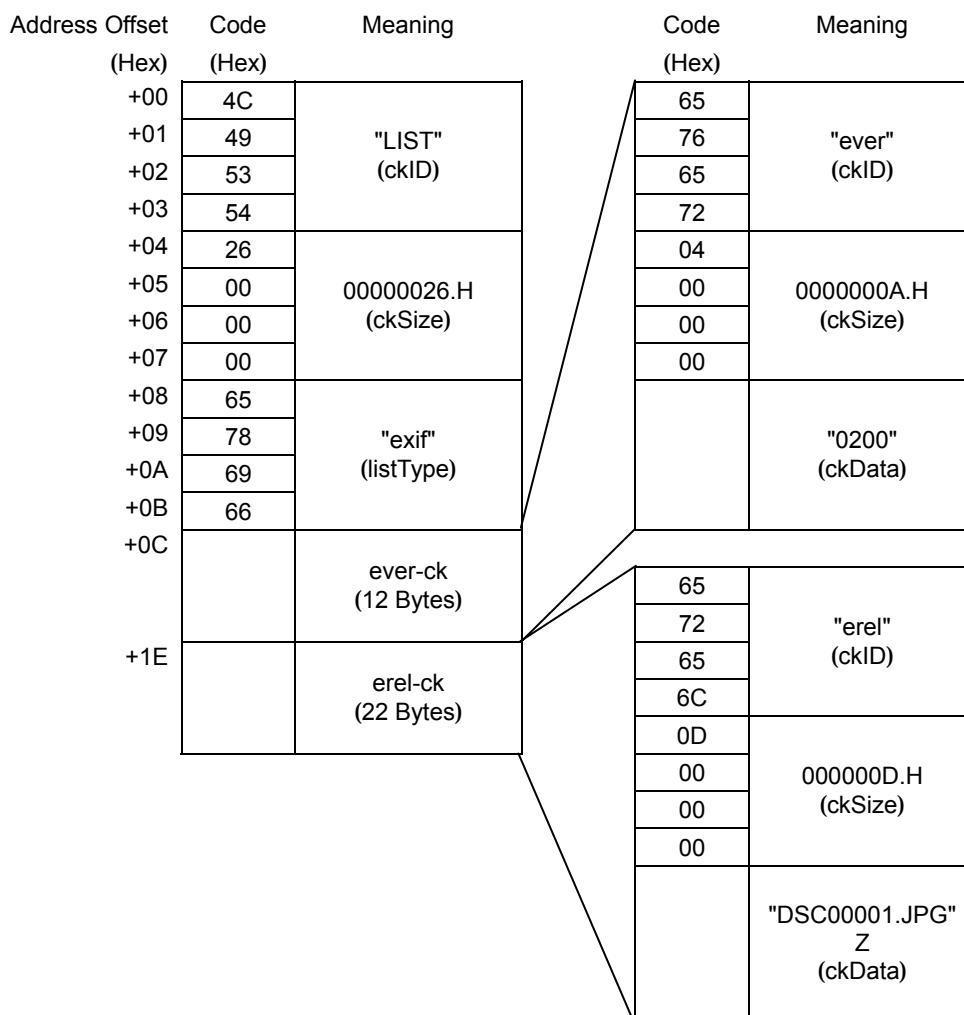 Address Offset Code Meaning Code Meaning
(Hex) (Hex) (Hex)
+00 4C "LIST" (ckID) 65 "ever" (ckID)
+01 49 76
+02 53 65
+03 54 72
+04 26 00000026.H (ckSize) 04 0000000A.H (ckSize)
+05 00 00
+06 00 00
+07 00 00
+08 65 "exif" (listType) "0200" (ckData)
+09 78
+0A 69
+0B 66
+0C ever-ck (12 Bytes)
65 "erel" (ckID)
72
+1E erel-ck (22 Bytes) 65
6C
0D 000000D.H (ckSize)
00
00
00
"DSC00001.JPG"
Z
(ckData)